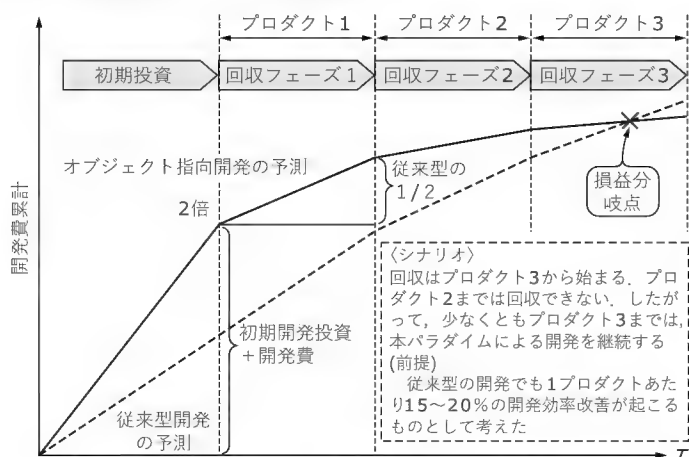 プロダクト1
プロダクト2
プロダクト3
初期投資
回収フェーズ1
回収フェーズ2
回収フェーズ3
オブジェクト指向開発の予測
従来型の
1/2
損益分
岐点
2倍
開発費累計
初期開発投資
+開発費
従来型開発
の予測
〈シナリオ〉
回収はプロダクト3から始まる．プロ
ダクト2までは回収できない．したが
って，少なくともプロダクト3までは，
本パラダイムによる開発を継続する
(前提)
従来型の開発でも1プロダクトあた
り15～20%の開発効率改善が起こる
ものとして考えた
T